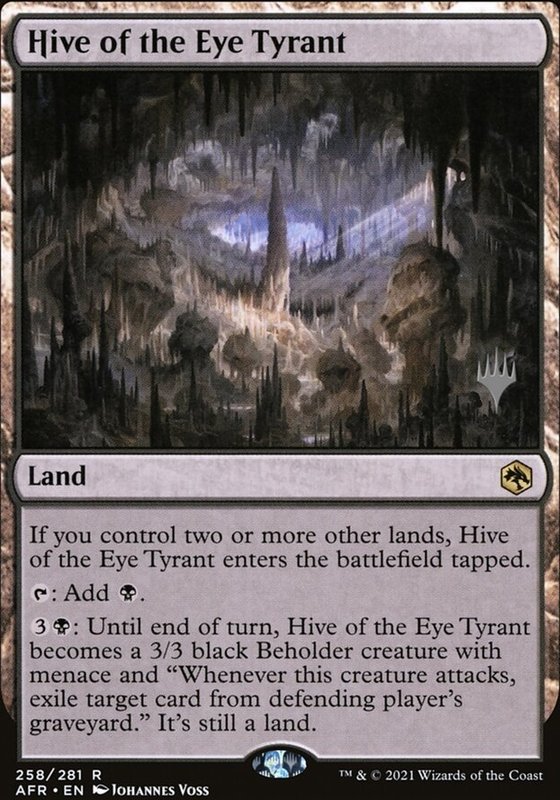 Hive of the Eye Tyrant
Land
If you control two or more other lands, Hive
of the Eye Tyrant enters the battlefield tapped.
: Add .
3 : Until end of turn, Hive of the Eye Tyrant
becomes a 3/3 black Beholder creature with
menace and “Whenever this creature attacks,
exile target card from defending player’s
graveyard.” It’s still a land.
258/281 R
AFR • EN Johannes Voss
™ & © 2021 Wizards of the Coast